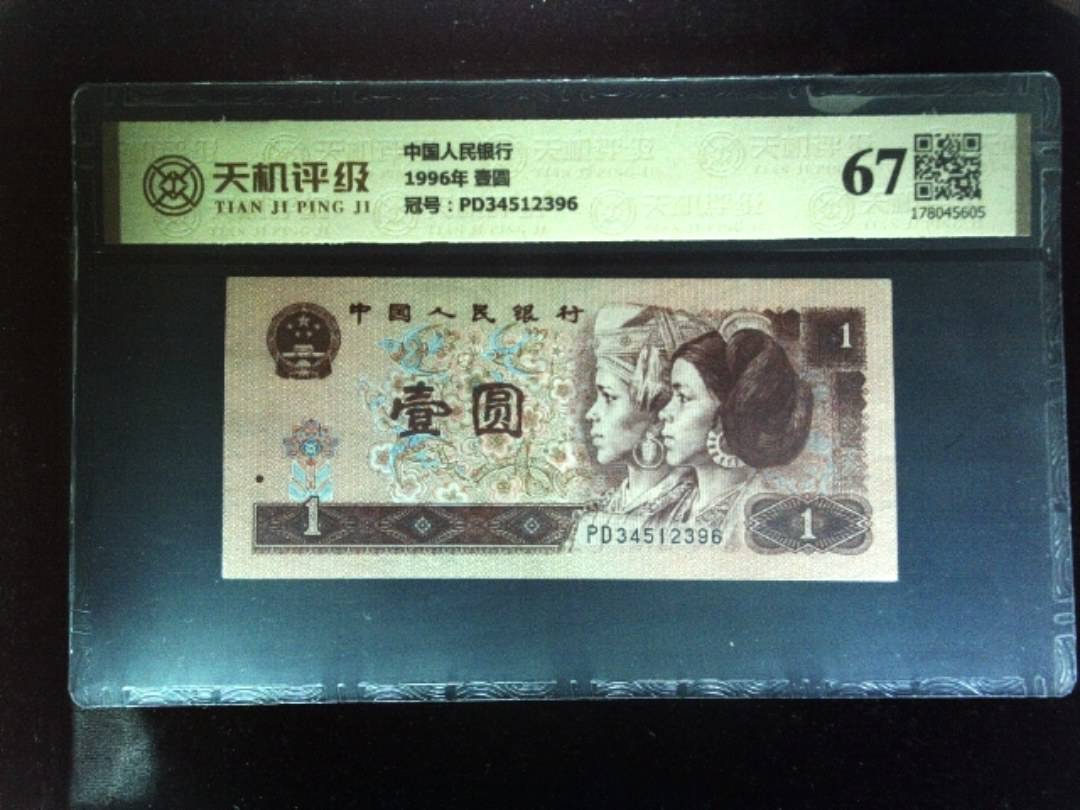 天机评级
TIAN JI PING JI
中国人民银行
1996年 壹圆
冠号：PD34512396
67
178045605
中国人民银行
1
壹圆
1
PD34512396
1